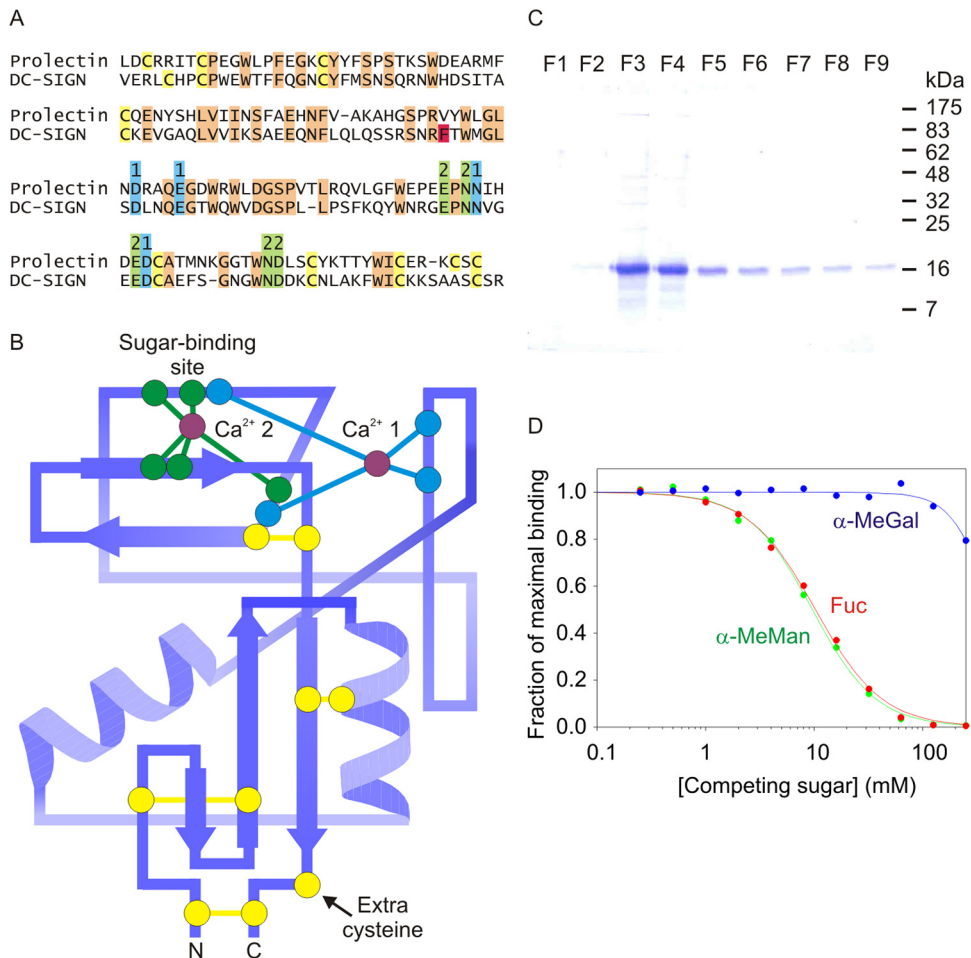 A
Prolectin LDCRRITCPEGWLPFEGKCYYFSPSTKSWDEARMF
DC-SIGN VERLCHPCPWEWTFFQGNCYFMSNSQRNWHDSITA
Prolectin CQENYSHLVIINSFAEHNFV-AKAHGSPRVYWLGL
DC-SIGN CKEVGAQLVVIKSAEEQNFLQLQSSRSNRFTWMGL
1 1 2 21
Prolectin NDRAQEGDWRWLDGSPVTLRQVLGFWEPEEPNNIH
DC-SIGN SDLNQEGTWQWVDGSPL-LPSFKQYWNRGEPNNVG
21 22
Prolectin DEDCATMNKGGTWNDLSCYKTTYWICER-KCSC
DC-SIGN EEDCAEFS-GNGWNDDKCNLAKFWICKKSAASCSR
B
Sugar-binding
site
Ca²⁺ 2
Ca²⁺ 1
Extra
cysteine
N C
C
F1 F2 F3 F4 F5 F6 F7 F8 F9
kDa
175
83
62
48
32
25
16
7
D
Fraction of maximal binding
1.0
0.8
0.6
0.4
0.2
0.0
α-MeGal
Fuc
α-MeMan
0.1 1 10 100
[Competing sugar] (mM)